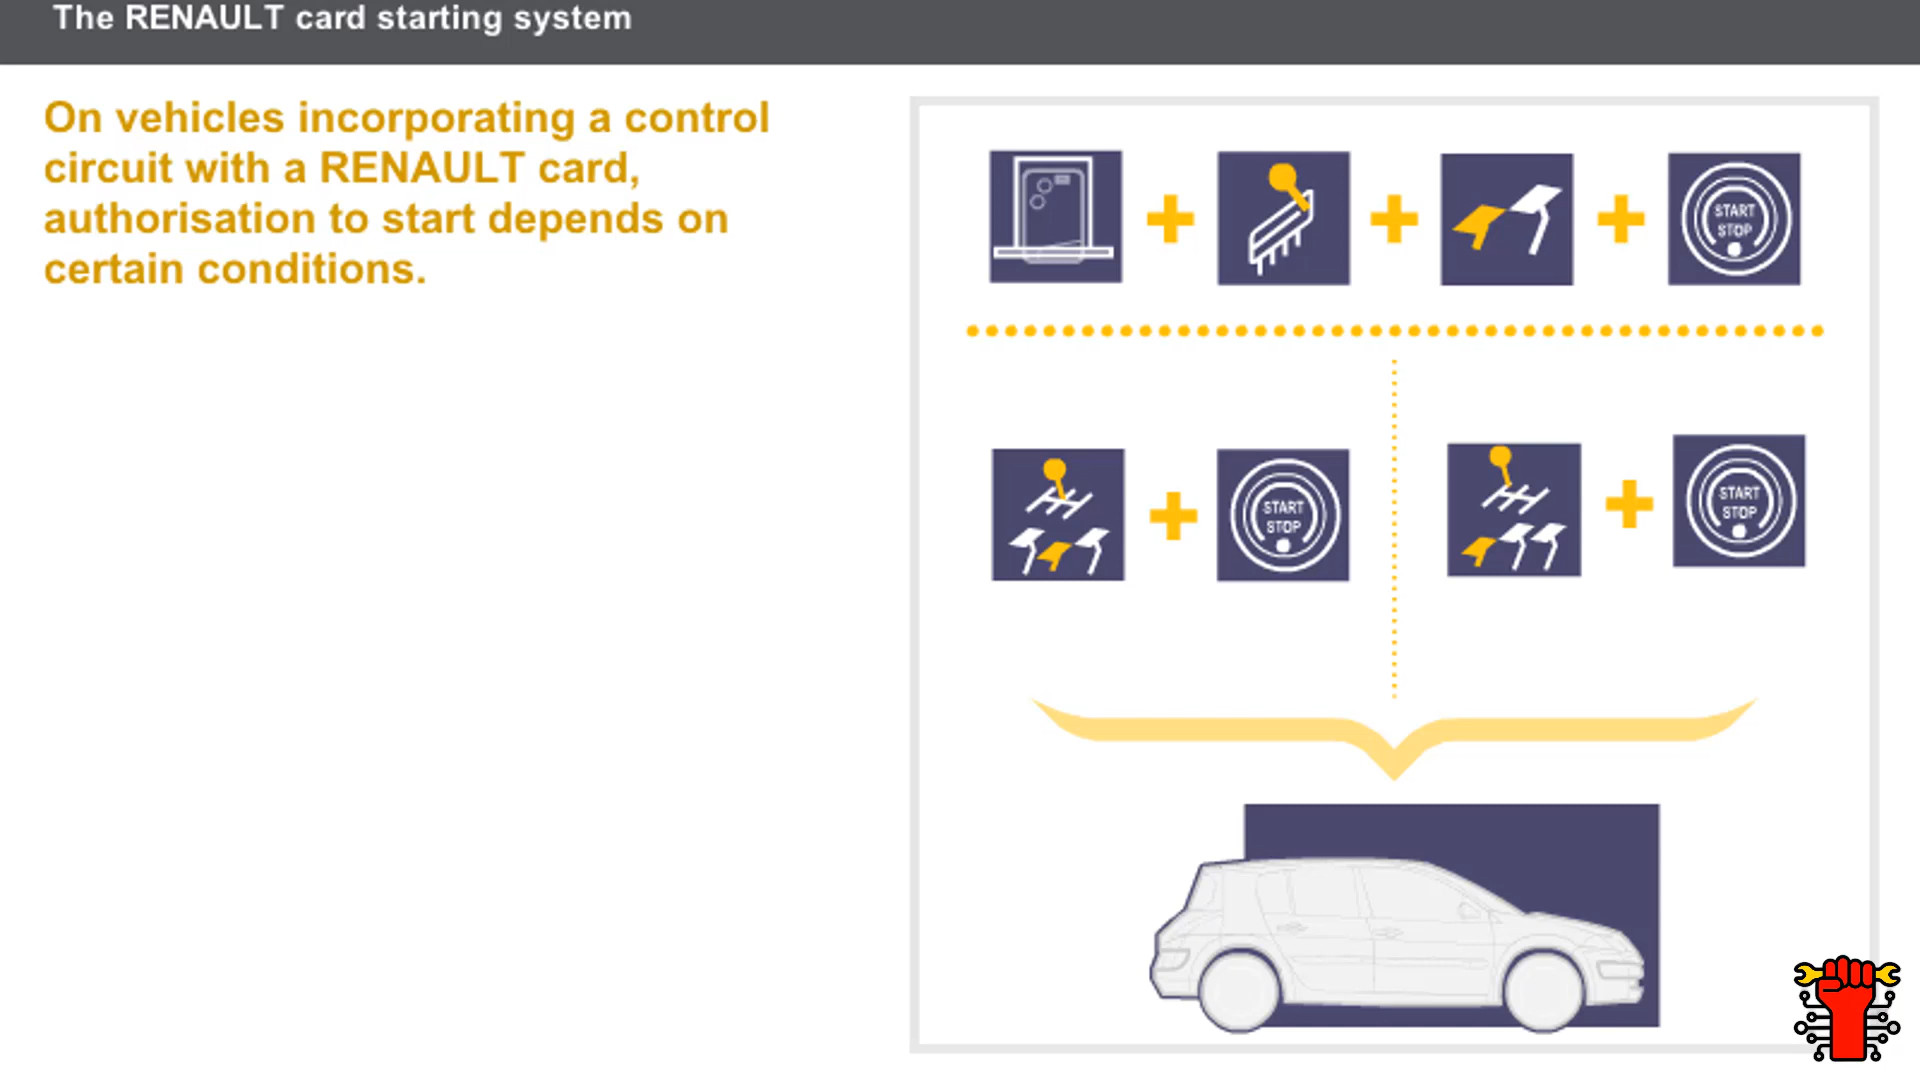 The RENAULT card starting system
On vehicles incorporating a control
circuit with a RENAULT card,
authorisation to start depends on
certain conditions.
START
STOP
START
STOP
START
STOP